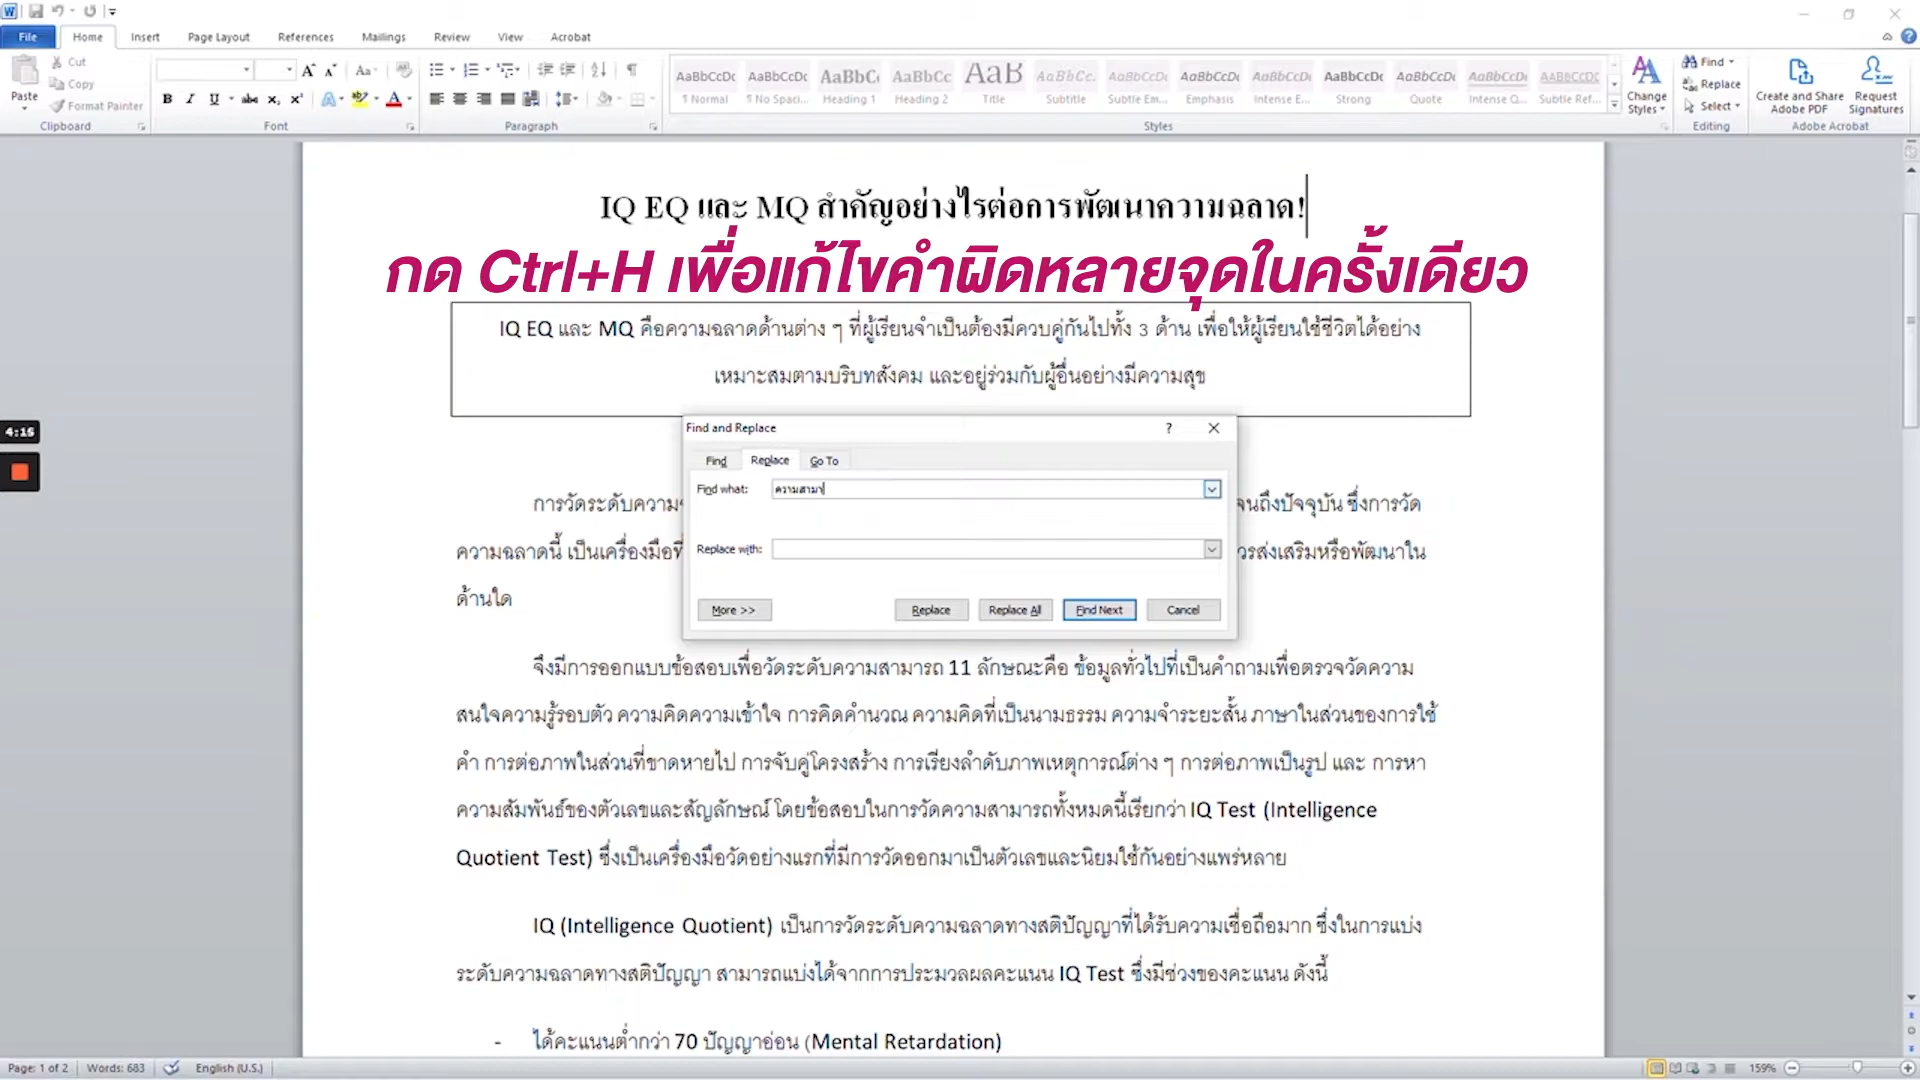 File Home Insert Page Layout References Mailings Review View Acrobat
Paste
Cut
Copy
Format Painter
Clipboard
Font
Paragraph
AaBbCcDc AaBbCcDc AaBbC AaBbCc AaB AaBbCc. AaBbCcDı AaBbCcDı AaBbCcDı AaBbCcDc AaBbCcDı AaBbCcDı AABBCCDC
¶ Normal ¶ No Spaci... Heading 1 Heading 2 Title Subtitle Subtle Em... Emphasis Intense E... Strong Quote Intense Q... Subtle Ref...
Styles
Change Styles
Find
Replace
Select
Editing
Create and Share Adobe PDF
Request Signatures
Adobe Acrobat
IQ EQ และ MQ สำคัญอย่างไรต่อการพัฒนาความฉลาด!
กด Ctrl+H เพื่อแก้ไขคำผิดหลายจุดในครั้งเดียว
IQ EQ และ MQ คือความฉลาดด้านต่าง ๆ ที่ผู้เรียนจำเป็นต้องมีควบคู่กันไปทั้ง 3 ด้าน เพื่อให้ผู้เรียนใช้ชีวิตได้อย่าง
เหมาะสมตามบริบทสังคม และอยู่ร่วมกับผู้อื่นอย่างมีความสุข
4:15
Find and Replace
Find Replace Go To
Find what: ความสามา
Replace with:
More >> Replace Replace All Find Next Cancel
การวัดระดับความ จนถึงปัจจุบัน ซึ่งการวัด
ความฉลาดนี้ เป็นเครื่องมือที่ วรส่งเสริมหรือพัฒนาใน
ด้านใด
จึงมีการออกแบบข้อสอบเพื่อวัดระดับความสามารถ 11 ลักษณะคือ ข้อมูลทั่วไปที่เป็นคำถามเพื่อตรวจวัดความ
สนใจความรู้รอบตัว ความคิดความเข้าใจ การคิดคำนวณ ความคิดที่เป็นนามธรรม ความจำระยะสั้น ภาษาในส่วนของการใช้
คำ การต่อภาพในส่วนที่ขาดหายไป การจับคู่โครงสร้าง การเรียงลำดับภาพเหตุการณ์ต่าง ๆ การต่อภาพเป็นรูป และ การหา
ความสัมพันธ์ของตัวเลขและสัญลักษณ์ โดยข้อสอบในการวัดความสามารถทั้งหมดนี้เรียกว่า IQ Test (Intelligence
Quotient Test) ซึ่งเป็นเครื่องมือวัดอย่างแรกที่มีการวัดออกมาเป็นตัวเลขและนิยมใช้กันอย่างแพร่หลาย
IQ (Intelligence Quotient) เป็นการวัดระดับความฉลาดทางสติปัญญาที่ได้รับความเชื่อถือมาก ซึ่งในการแบ่ง
ระดับความฉลาดทางสติปัญญา สามารถแบ่งได้จากการประมวลผลคะแนน IQ Test ซึ่งมีช่วงของคะแนน ดังนี้
- ได้คะแนนต่ำกว่า 70 ปัญญาอ่อน (Mental Retardation)
Page: 1 of 2 Words: 683 English (U.S.) 159%